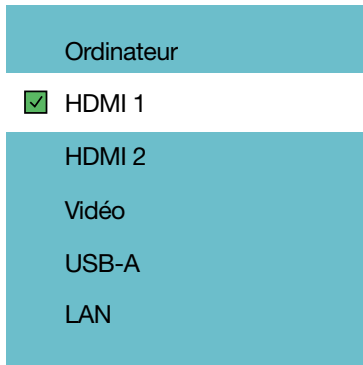 Ordinateur
HDMI 1
HDMI 2
Vidéo
USB-A
LAN